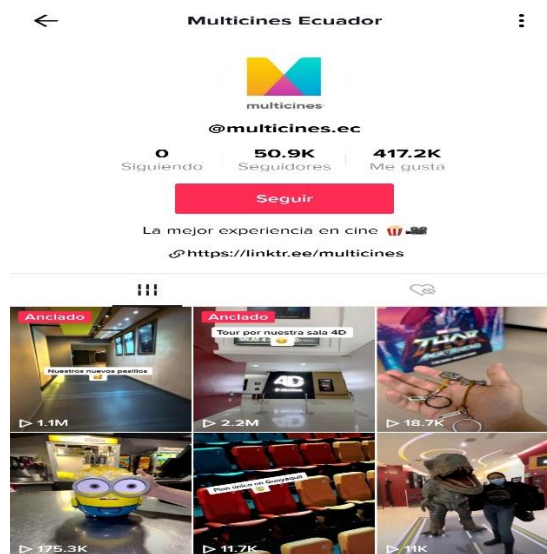 Multicines Ecuador
multicines
@multicines.ec
0 50.9K 417.2K
Siguiendo Seguidores Me gusta
Seguir
La mejor experiencia en cine 🍿🎥
https://linktr.ee/multicines
Anclado
Nuestros nuevos pasillos
1.1M
Anclado
Tour por nuestra sala 4D
4D
2.2M
THOR
18.7K
175.3K
Plan único en Guayaquil
11.7K
11K